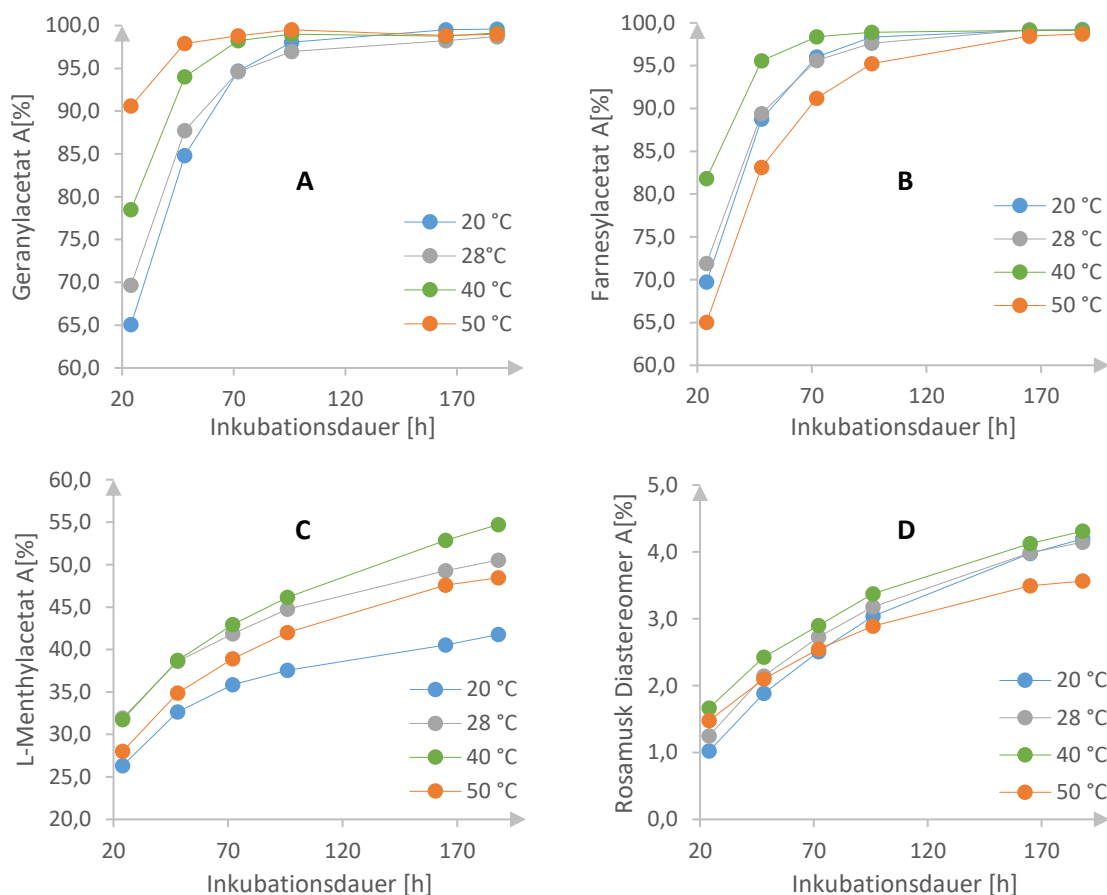 Geranylacetat A[%]
100,0
95,0
90,0
85,0
80,0
75,0
70,0
65,0
60,0
A
20 °C
28°C
40 °C
50 °C
20 70 120 170
Inkubationsdauer [h]
Farnesylacetat A[%]
100,0
95,0
90,0
85,0
80,0
75,0
70,0
65,0
60,0
B
20 °C
28 °C
40 °C
50 °C
20 70 120 170
Inkubationsdauer [h]
L-Menthylacetat A[%]
60,0
55,0
50,0
45,0
40,0
35,0
30,0
25,0
20,0
C
20 °C
28 °C
40 °C
50 °C
20 70 120 170
Inkubationsdauer [h]
Rosamusk Diastereomer A[%]
5,0
4,0
3,0
2,0
1,0
0,0
D
20 °C
28 °C
40 °C
50 °C
20 70 120 170
Inkubationsdauer [h]